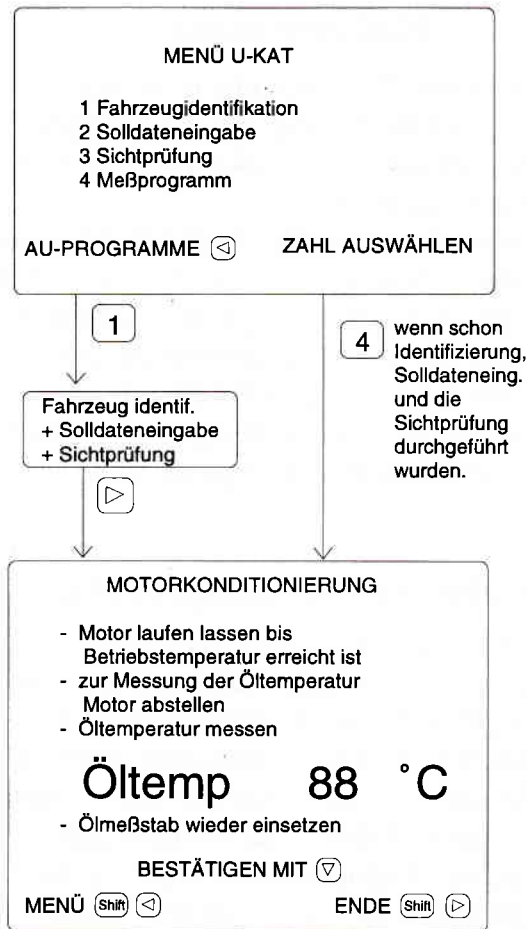 MENÜ U-KAT
1 Fahrzeugidentifikation
2 Solldateneingabe
3 Sichtprüfung
4 Meßprogramm
AU-PROGRAMME ◁ ZAHL AUSWÄHLEN
1
4
wenn schon
Identifizierung,
Solldateneing.
und die
Sichtprüfung
durchgeführt
wurden.
Fahrzeug identif.
+ Solldateneingabe
+ Sichtprüfung
▷
MOTORKONDITIONIERUNG
- Motor laufen lassen bis
Betriebstemperatur erreicht ist
- zur Messung der Öltemperatur
Motor abstellen
- Öltemperatur messen
Öltemp 88 °C
- Ölmeßstab wieder einsetzen
BESTÄTIGEN MIT ▽
MENÜ Shift ◁ ENDE Shift ▷